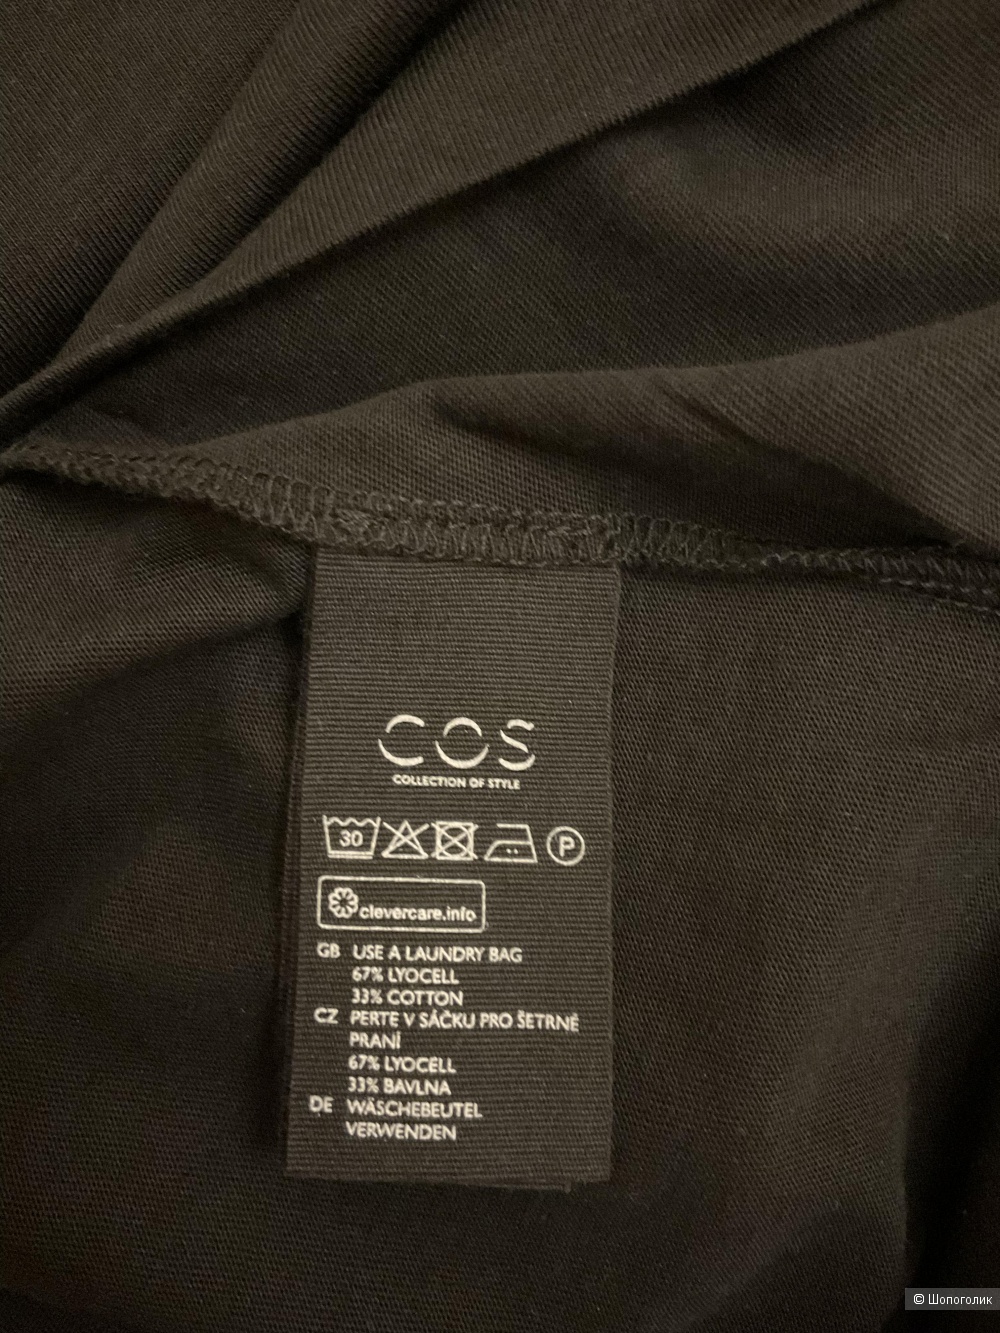 COS
COLLECTION OF STYLE
30 P
clevercare.info
GB USE A LAUNDRY BAG
67% LYOCELL
33% COTTON
CZ PERTE V SÁČKU PRO ŠETRNÉ
PRANÍ
67% LYOCELL
33% BAVLNA
DE WÄSCHEBEUTEL
VERWENDEN
© Шопоголик